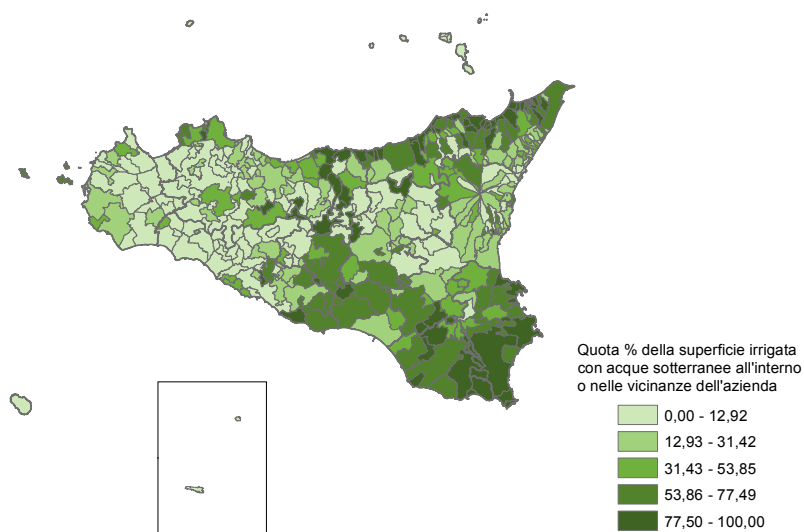 Quota % della superficie irrigata
con acque sotterranee all'interno
o nelle vicinanze dell'azienda
0,00 - 12,92
12,93 - 31,42
31,43 - 53,85
53,86 - 77,49
77,50 - 100,00